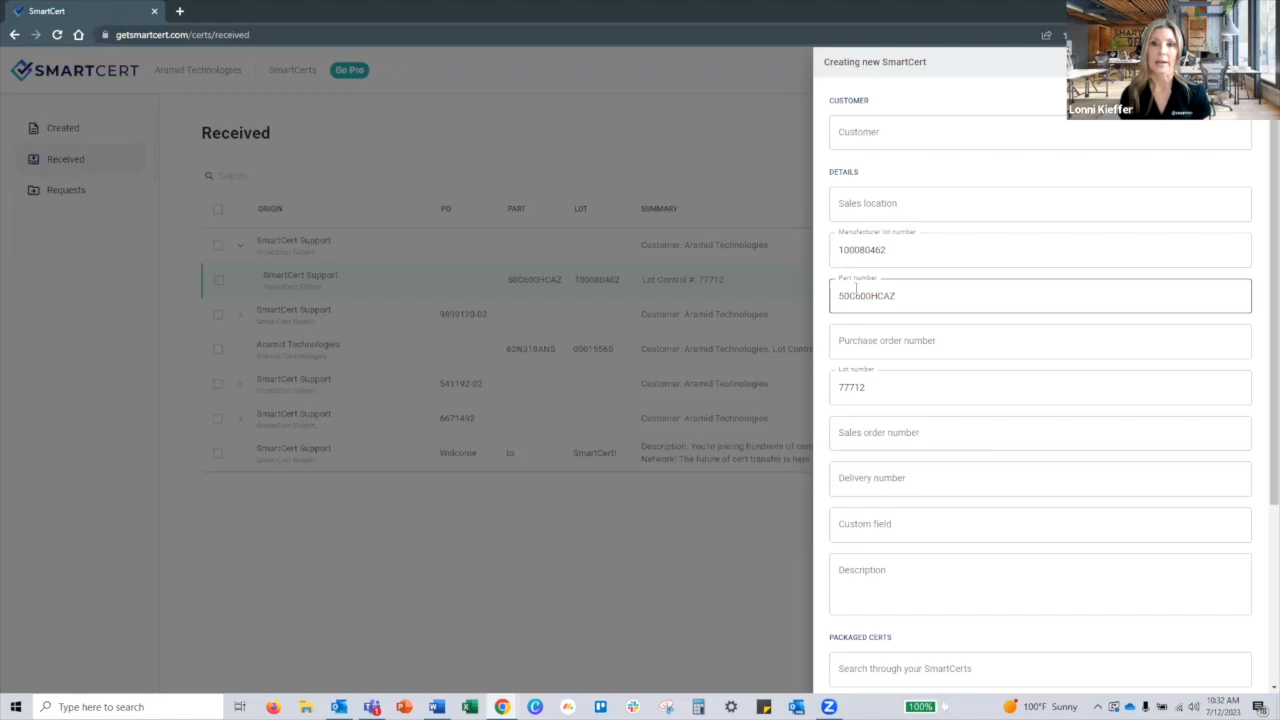 SmartCert
getsmartcert.com/certs/received
SMARTCERT
Aramid Technologies
SmartCerts
Go Pro
Created
Received
Requests
Received
Search...
ORIGIN PO PART LOT SUMMARY
SmartCert Support Customer: Aramid Technologies.
SmartCert Support 50C600HCAZ 100080462 Lot Control #: 77712
SmartCert Support 9899120-02 Customer: Aramid Technologies.
Aramid Technologies 62N318ANS 00015565 Customer: Aramid Technologies, Lot Contro
Aramid Technologies
SmartCert Support 541192-02 Customer: Aramid Technologies.
SmartCert Support 6671492 Customer: Aramid Technologies.
SmartCert Support Welcome to SmartCert! Description: You're joining hundreds of com
Network! The future of cert transfer is here.
Creating new SmartCert
CUSTOMER
Customer
DETAILS
Sales location
Manufacturer lot number
100080462
Part number
50C600HCAZ
Purchase order number
Lot number
77712
Sales order number
Delivery number
Custom field
Description
PACKAGED CERTS
Search through your SmartCerts
Lonni Kieffer
Type here to search
100%
100°F Sunny
10:32 AM
7/12/2023